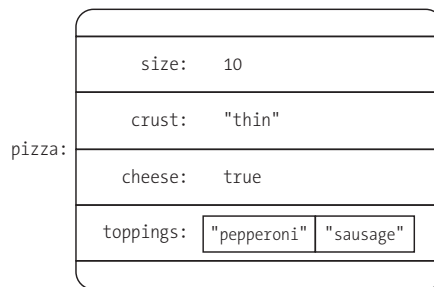 size: 10
crust: "thin"
pizza:
cheese: true
toppings: "pepperoni" "sausage"